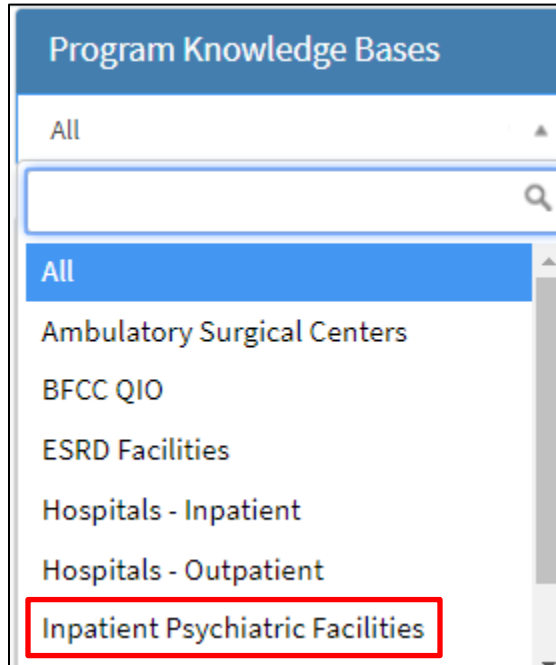 Program Knowledge Bases
All
All
Ambulatory Surgical Centers
BFCC QIO
ESRD Facilities
Hospitals - Inpatient
Hospitals - Outpatient
Inpatient Psychiatric Facilities